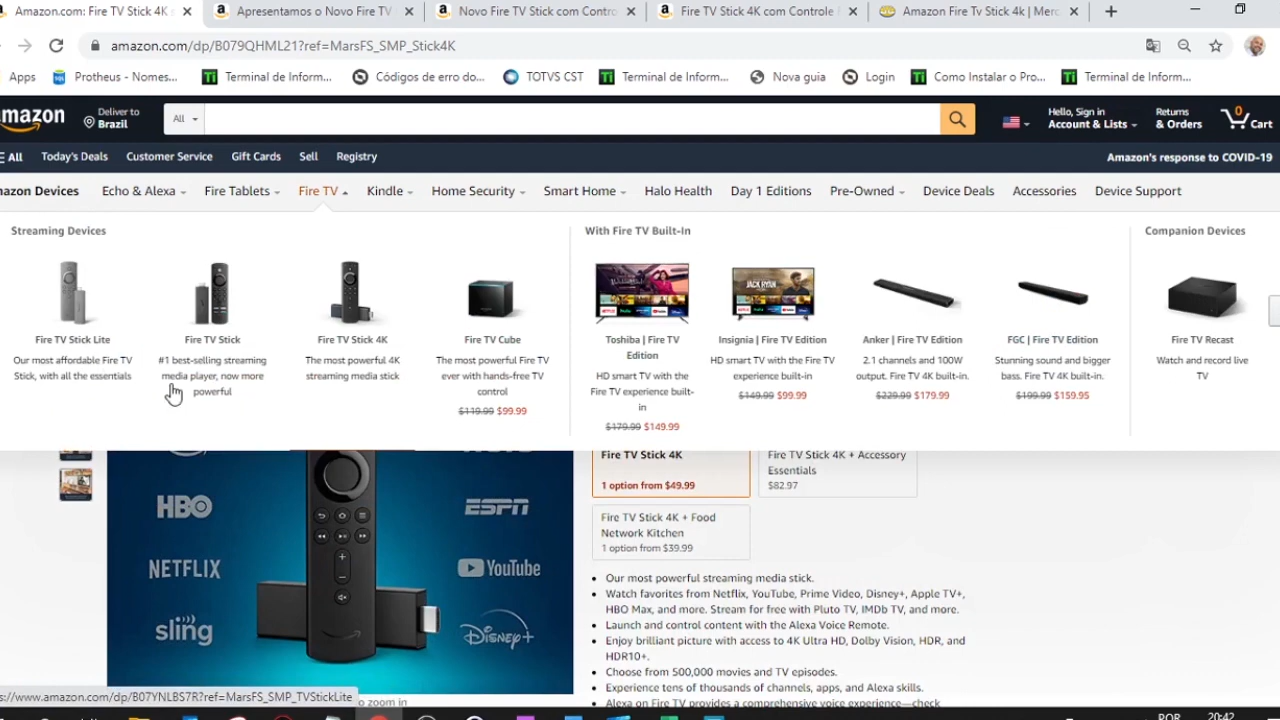 Amazon.com: Fire TV Stick 4K
Apresentamos o Novo Fire TV
Novo Fire TV Stick com Contro
Fire TV Stick 4K com Controle
Amazon Fire Tv Stick 4k | Merc
amazon.com/dp/B079QHML21?ref=MarsFS_SMP_Stick4K
Apps
Protheus - Nomes...
Terminal de Inform...
Códigos de erro do...
TOTVS CST
Terminal de Inform...
Nova guia
Login
Como Instalar o Pro...
Terminal de Inform...
mazon
Deliver to
Brazil
All
Hello, Sign in
Account & Lists
Returns
& Orders
0
Cart
All
Today's Deals
Customer Service
Gift Cards
Sell
Registry
Amazon's response to COVID-19
azon Devices
Echo & Alexa
Fire Tablets
Fire TV
Kindle
Home Security
Smart Home
Halo Health
Day 1 Editions
Pre-Owned
Device Deals
Accessories
Device Support
Streaming Devices
Fire TV Stick Lite
Our most affordable Fire TV
Stick, with all the essentials
Fire TV Stick
#1 best-selling streaming
media player, now more
powerful
Fire TV Stick 4K
The most powerful 4K
streaming media stick
Fire TV Cube
The most powerful Fire TV
ever with hands-free TV
control
$119.99 $99.99
With Fire TV Built-In
Toshiba | Fire TV
Edition
HD smart TV with the
Fire TV experience built-
in
$179.99 $149.99
JACK RYAN
Insignia | Fire TV Edition
HD smart TV with the Fire TV
experience built-in
$149.99 $99.99
Anker | Fire TV Edition
2.1 channels and 100W
output. Fire TV 4K built-in.
$229.99 $179.99
FGC | Fire TV Edition
Stunning sound and bigger
bass. Fire TV 4K built-in.
$199.99 $159.95
Companion Devices
Fire TV Recast
Watch and record live
TV
HBO
ESPN
NETFLIX
YouTube
sling
Disney+
Fire TV Stick 4K
1 option from $49.99
Fire TV Stick 4K + Accessory
Essentials
$82.97
Fire TV Stick 4K + Food
Network Kitchen
1 option from $39.99
Our most powerful streaming media stick.
Watch favorites from Netflix, YouTube, Prime Video, Disney+, Apple TV+,
HBO Max, and more. Stream for free with Pluto TV, IMDb TV, and more.
Launch and control content with the Alexa Voice Remote.
Enjoy brilliant picture with access to 4K Ultra HD, Dolby Vision, HDR, and
HDR10+.
Choose from 500,000 movies and TV episodes.
Experience tens of thousands of channels, apps, and Alexa skills.
Alexa on Fire TV provides a comprehensive voice experience—check
s://www.amazon.com/dp/B07YNLBS7R?ref=MarsFS_SMP_TVStickLite
o zoom in
POR
20:42